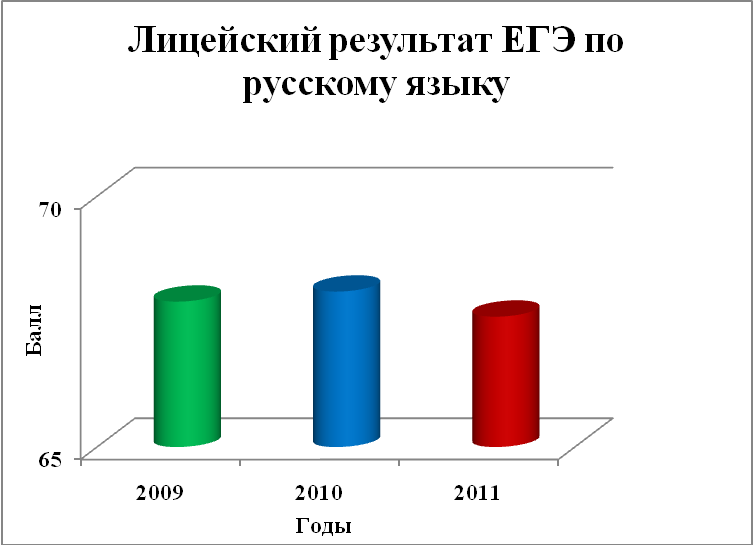 Лицейский результат ЕГЭ по
русскому языку
70
Балл
65
2009 2010 2011
Годы